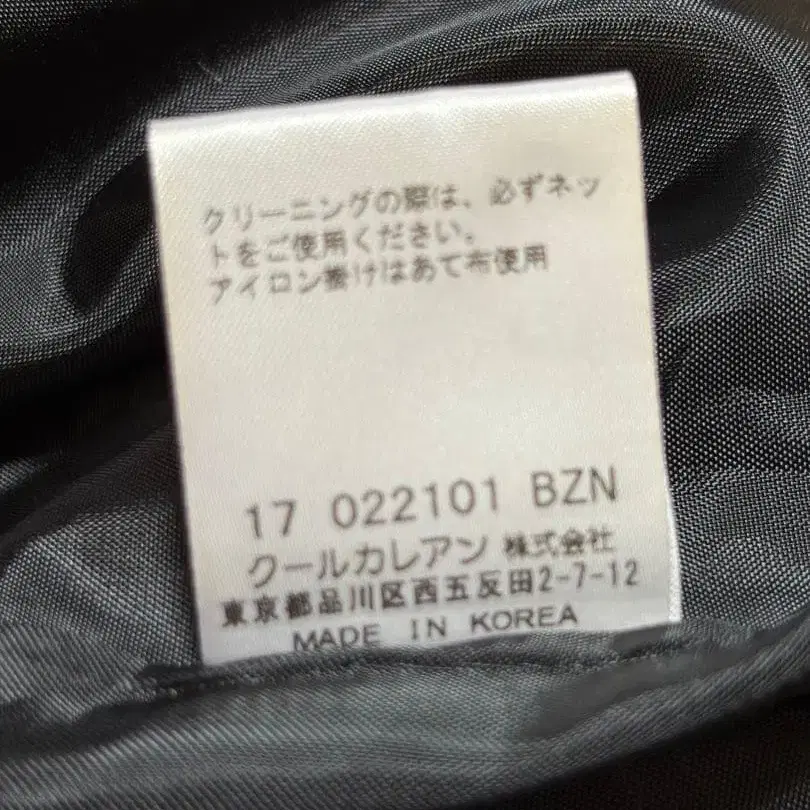 クリーニングの際は、必ずネッ
トをご使用ください。
アイロン掛けはあて布使用
17 022101 BZN
クールカレアン 株式会社
東京都品川区西五反田2-7-12
MADE IN KOREA